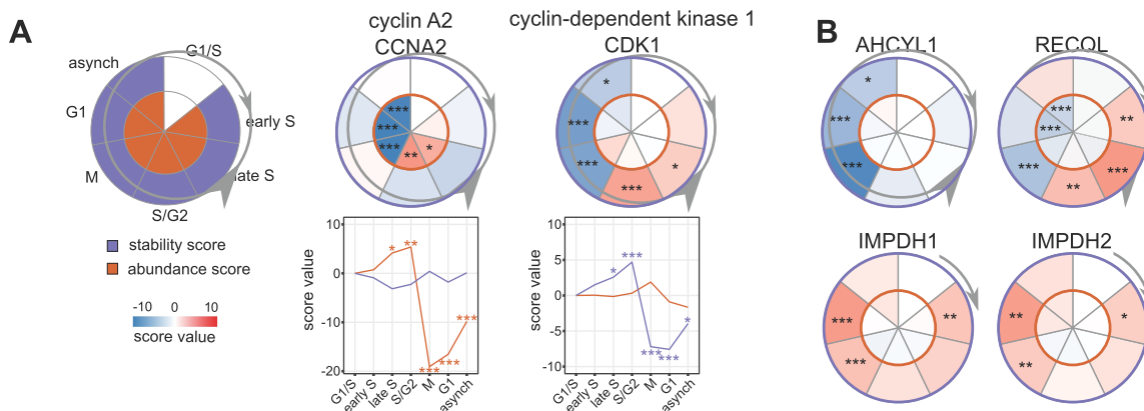 A
asynch
G1/S
G1
early S
M
late S
S/G2
stability score
abundance score
-10 0 10
score value
cyclin A2
CCNA2
***
***
***
**
*
cyclin-dependent kinase 1
CDK1
*
***
***
***
*
score value
10
0
-10
-20
*
**
***
***
***
G1/S
early S
late S
S/G2
M
G1
asynch
score value
10
5
0
-5
-10
*
***
***
***
*
G1/S
early S
late S
S/G2
M
G1
asynch
B
AHCYL1
*
***
***
RECQL
***
***
**
***
***
**
IMPDH1
***
**
***
IMPDH2
**
*
**